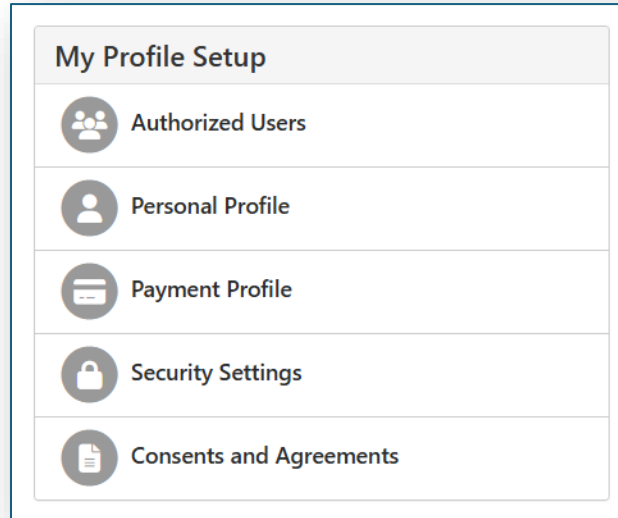 My Profile Setup
Authorized Users
Personal Profile
Payment Profile
Security Settings
Consents and Agreements